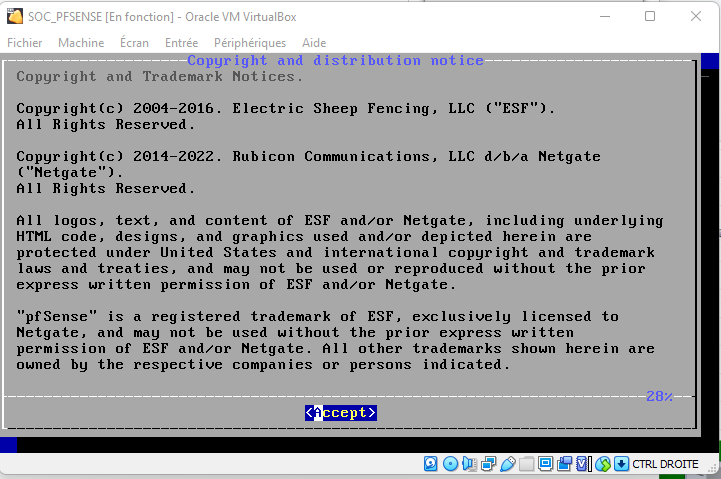 SOC_PFSENSE [En fonction] - Oracle VM VirtualBox
Fichier Machine Écran Entrée Périphériques Aide
Copyright and distribution notice
Copyright and Trademark Notices.
Copyright(c) 2004-2016. Electric Sheep Fencing, LLC ("ESF").
All Rights Reserved.
Copyright(c) 2014-2022. Rubicon Communications, LLC d/b/a Netgate
("Netgate").
All Rights Reserved.
All logos, text, and content of ESF and/or Netgate, including underlying
HTML code, designs, and graphics used and/or depicted herein are
protected under United States and international copyright and trademark
laws and treaties, and may not be used or reproduced without the prior
express written permission of ESF and/or Netgate.
"pfSense" is a registered trademark of ESF, exclusively licensed to
Netgate, and may not be used without the prior express written
permission of ESF and/or Netgate. All other trademarks shown herein are
owned by the respective companies or persons indicated.
28%
<Accept>
CTRL DROITE